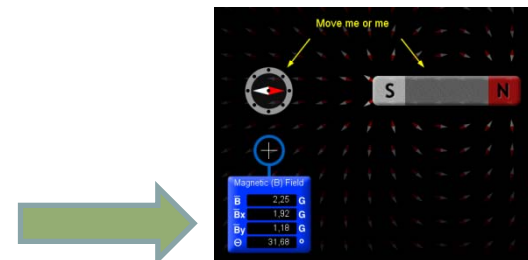 Move me or me
S N
Magnetic (B) Field
B 2,25 G
Bx 1,92 G
By 1,18 G
Θ 31,68 º